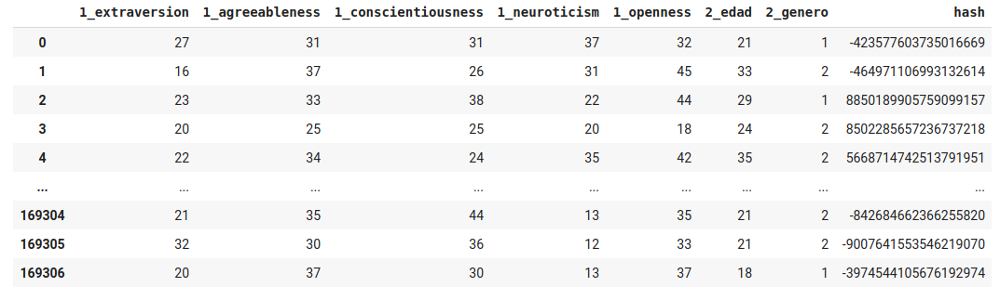 1_extraversion 1_agreeableness 1_conscientiousness 1_neuroticism 1_openness 2_edad 2_genero hash
0 27 31 31 37 32 21 1 -423577603735016669
1 16 37 26 31 45 33 2 -464971106993132614
2 23 33 38 22 44 29 1 8850189905759099157
3 20 25 25 20 18 24 2 8502285657236737218
4 22 34 24 35 42 35 2 5668714742513791951
... ... ... ... ... ... ... ... ...
169304 21 35 44 13 35 21 2 -842684662366255820
169305 32 30 36 12 33 21 2 -9007641553546219070
169306 20 37 30 13 37 18 1 -3974544105676192974